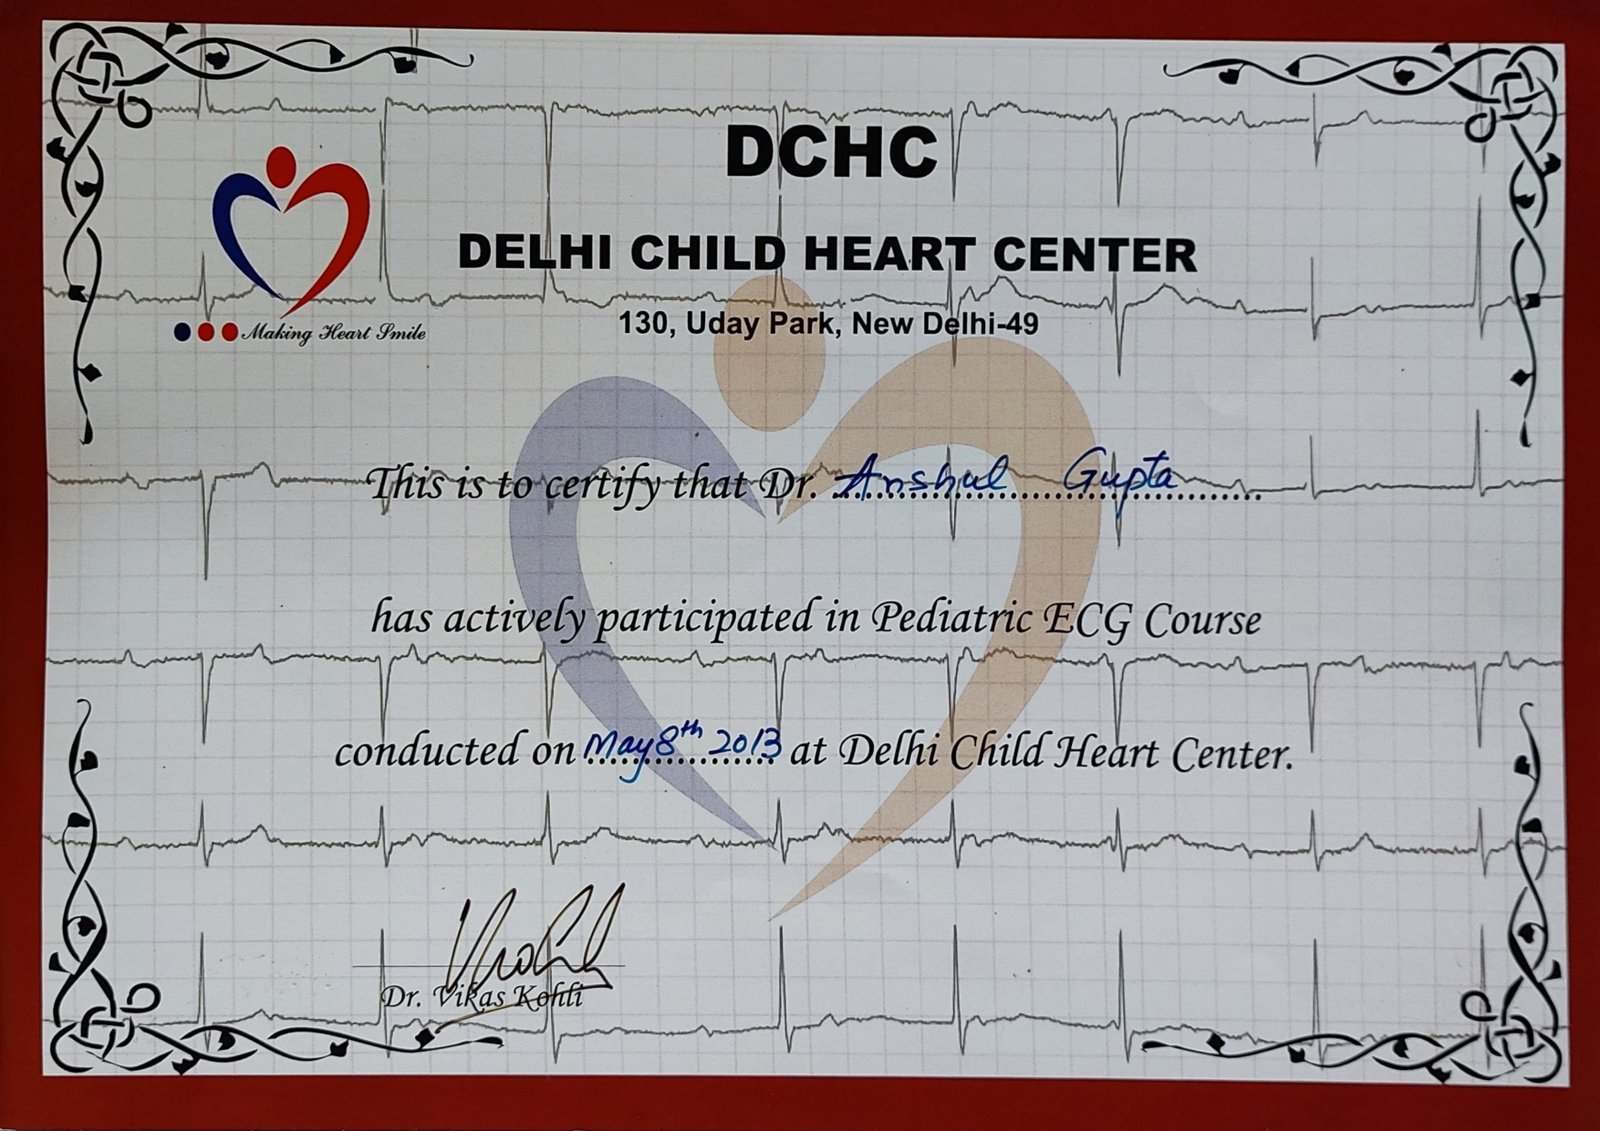 DCHC
DELHI CHILD HEART CENTER
130, Uday Park, New Delhi-49
Making Heart Smile
This is to certify that Dr. Anshul Gupta
has actively participated in Pediatric ECG Course
conducted on May 8th 2013 at Delhi Child Heart Center.
Dr. Vikas Kohli